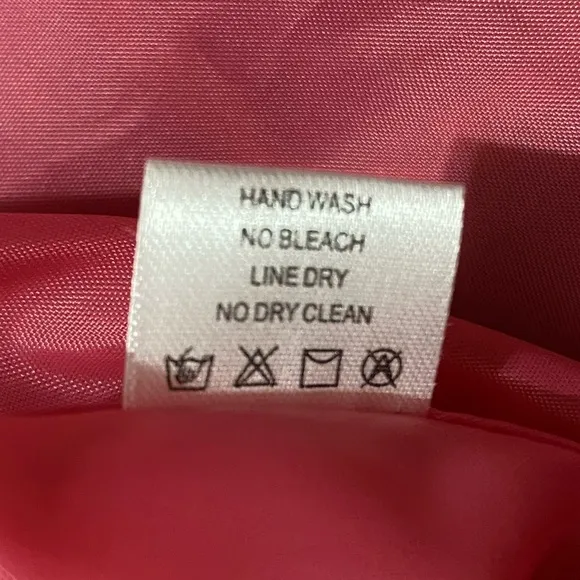 HAND WASH
NO BLEACH
LINE DRY
NO DRY CLEAN